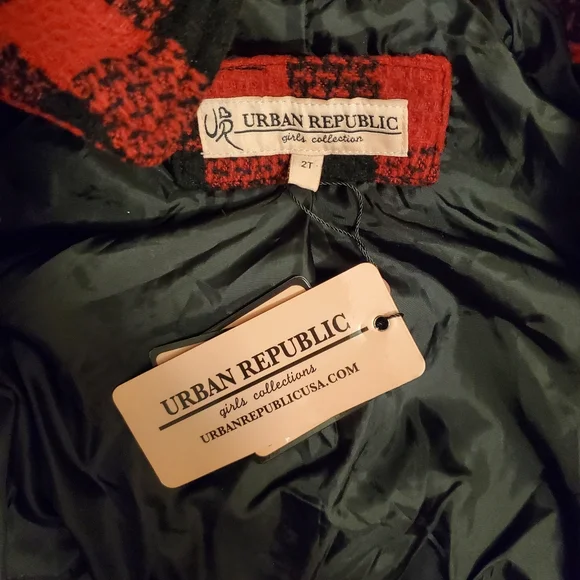 UR URBAN REPUBLIC
girls collection
2T
URBAN REPUBLIC
girls collections
URBANREPUBLICUSA.COM